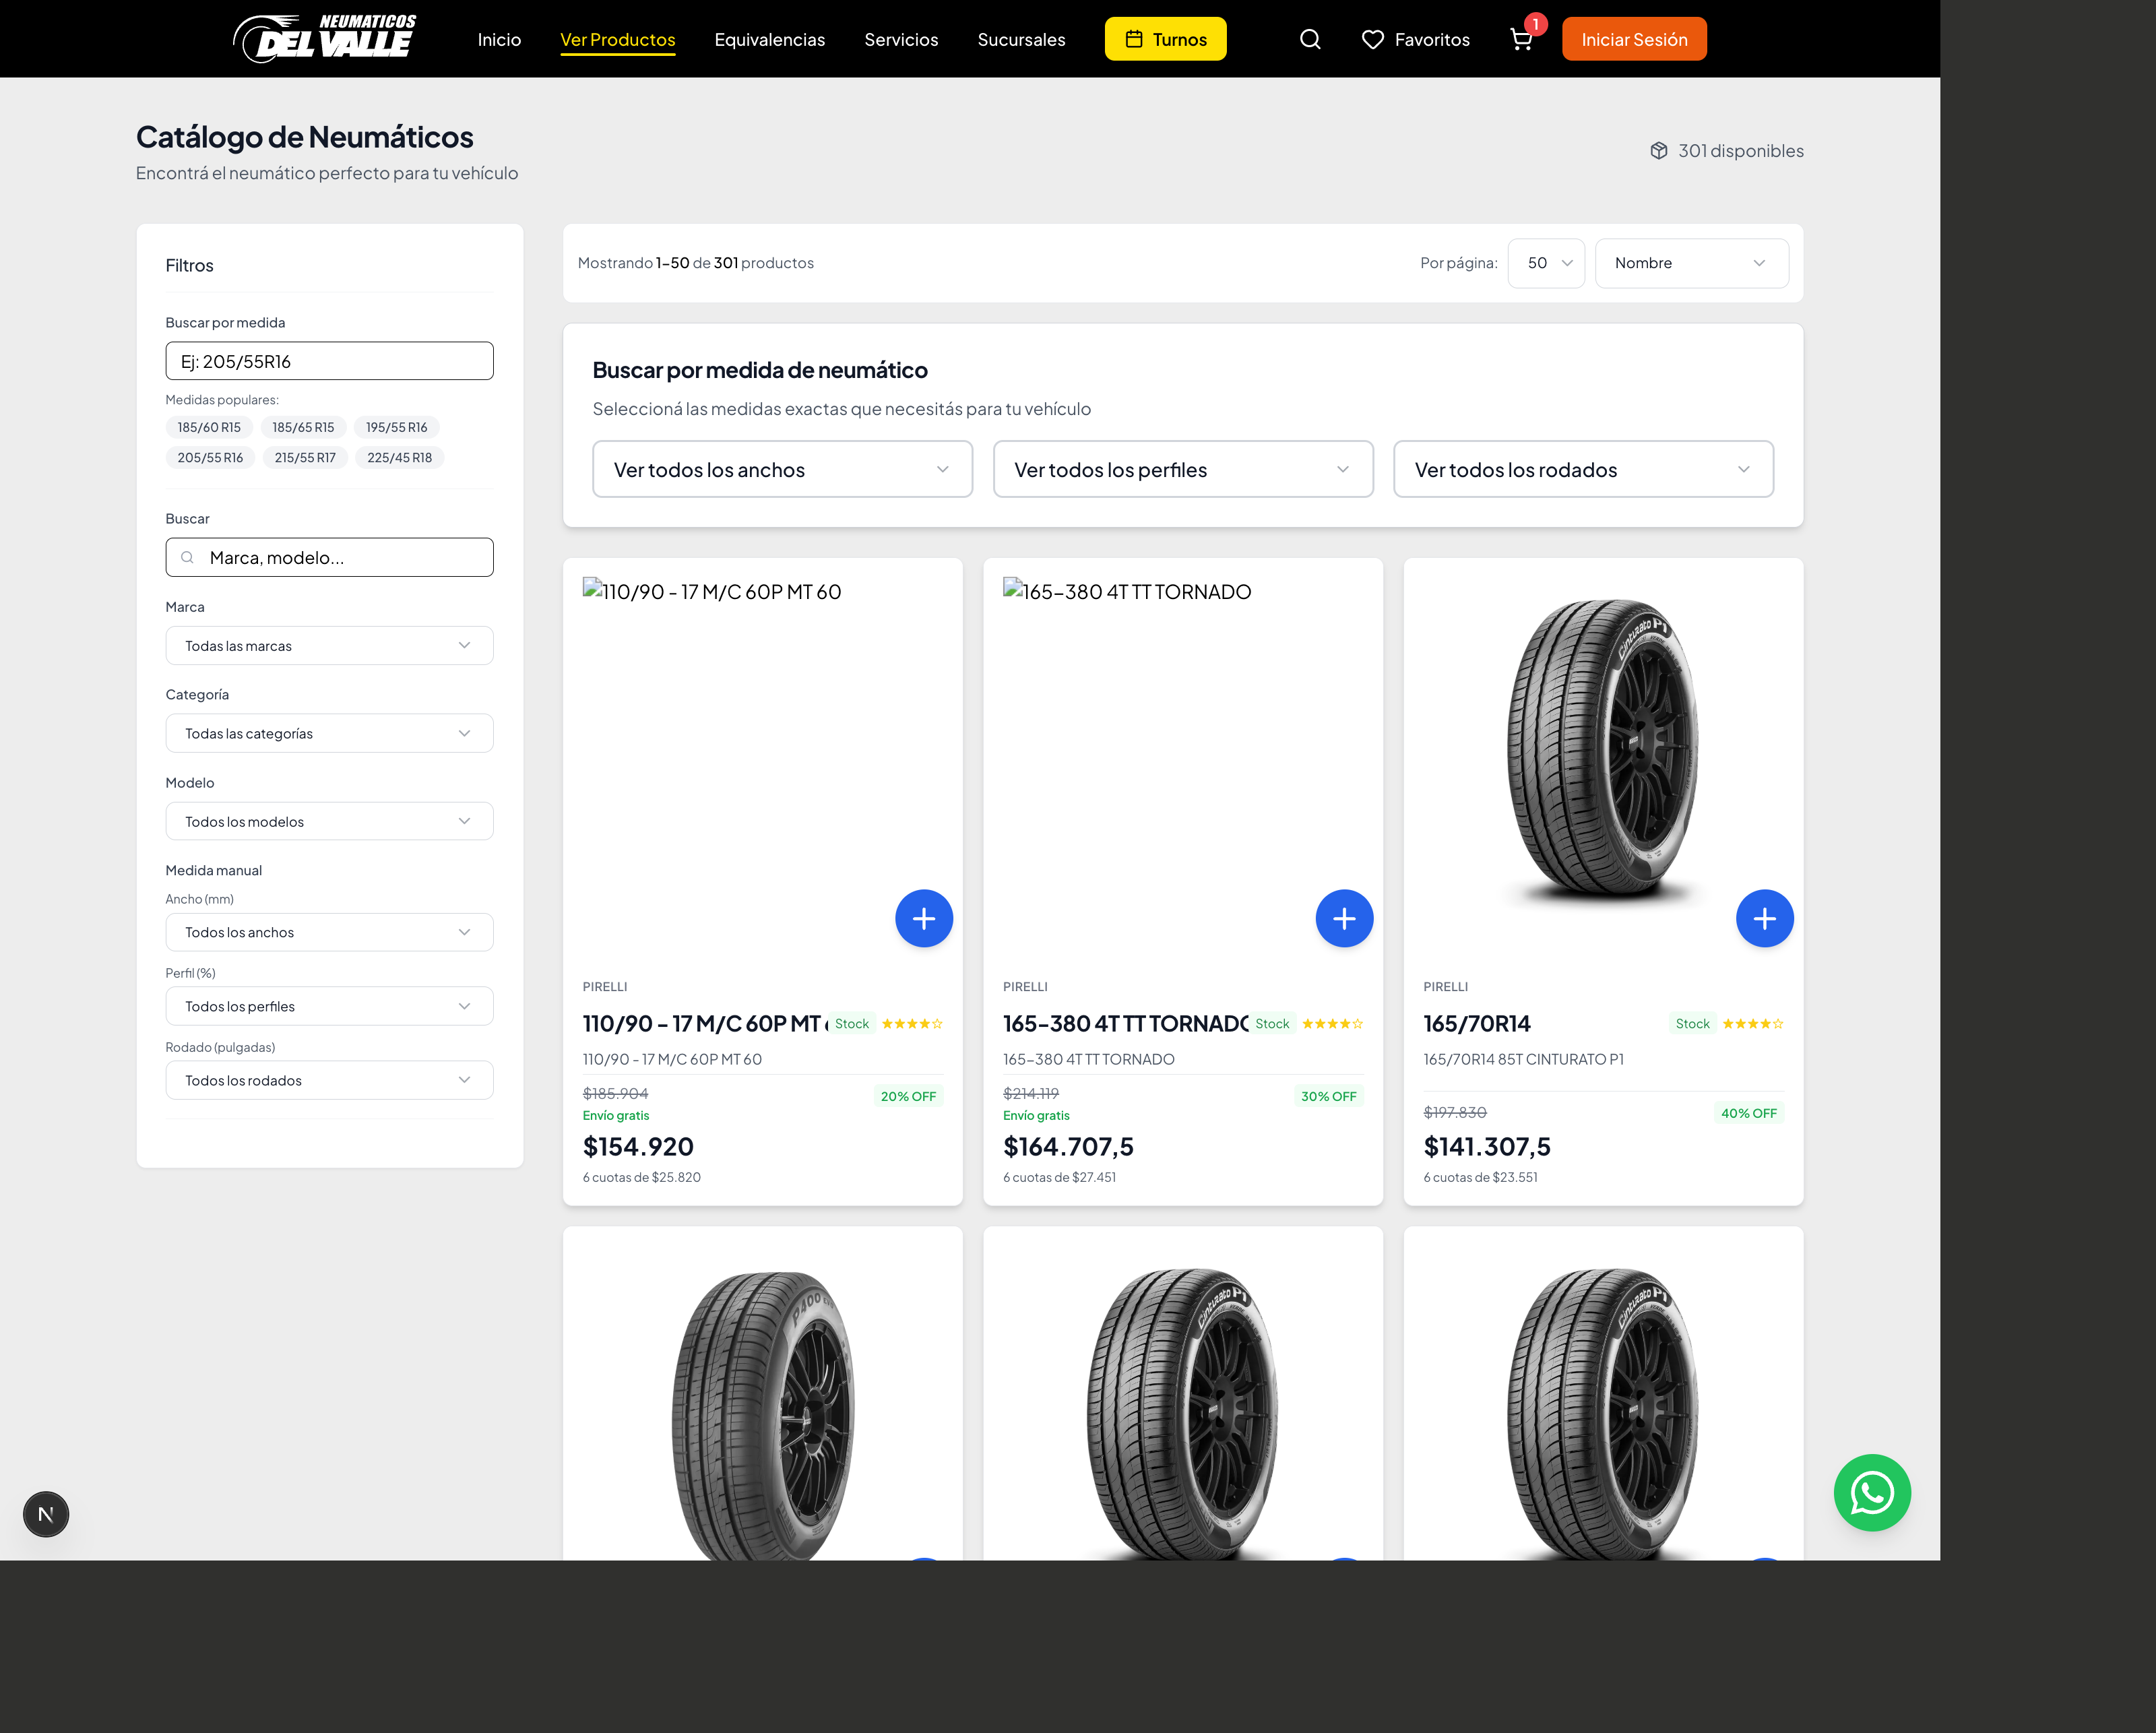 NEUMATICOS
DEL VALLE
Inicio
Ver Productos
Equivalencias
Servicios
Sucursales
Turnos
Favoritos
1
Iniciar Sesión
Catálogo de Neumáticos
Encontrá el neumático perfecto para tu vehículo
301 disponibles
Filtros
Buscar por medida
Ej: 205/55R16
Medidas populares:
185/60 R15
185/65 R15
195/55 R16
205/55 R16
215/55 R17
225/45 R18
Buscar
Marca, modelo...
Marca
Todas las marcas
Categoría
Todas las categorías
Modelo
Todos los modelos
Medida manual
Ancho (mm)
Todos los anchos
Perfil (%)
Todos los perfiles
Rodado (pulgadas)
Todos los rodados
Mostrando 1–50 de 301 productos
Por página:
50
Nombre
Buscar por medida de neumático
Seleccioná las medidas exactas que necesitás para tu vehículo
Ver todos los anchos
Ver todos los perfiles
Ver todos los rodados
110/90 - 17 M/C 60P MT 60
PIRELLI
110/90 - 17 M/C 60P MT
Stock
★★★★☆
110/90 - 17 M/C 60P MT 60
$185.904
20% OFF
Envío gratis
$154.920
6 cuotas de $25.820
165-380 4T TT TORNADO
PIRELLI
165-380 4T TT TORNADO
Stock
★★★★☆
165-380 4T TT TORNADO
$214.119
30% OFF
Envío gratis
$164.707,5
6 cuotas de $27.451
Cinturato P1
PIRELLI
165/70R14
Stock
★★★★☆
165/70R14 85T CINTURATO P1
$197.830
40% OFF
$141.307,5
6 cuotas de $23.551
P400
Cinturato P1
Cinturato P1
N